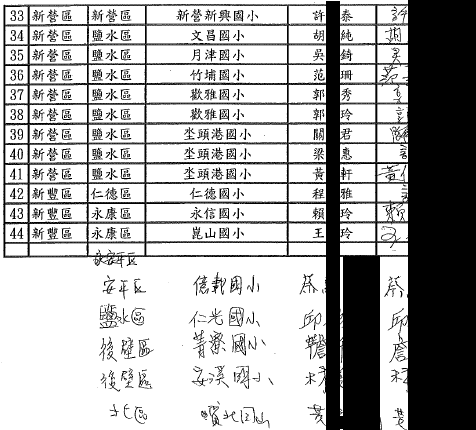 33 新營區 新營區 新營新興國小 許 泰 許
34 新營區 鹽水區 文昌國小 胡 純 胡
35 新營區 鹽水區 月津國小 吳 錡 吳
36 新營區 鹽水區 竹埔國小 范 珊
37 新營區 鹽水區 歡雅國小 郭 秀
38 新營區 鹽水區 歡雅國小 郭 玲
39 新營區 鹽水區 坔頭港國小 關 君
40 新營區 鹽水區 坔頭港國小 梁 惠
41 新營區 鹽水區 坔頭港國小 黃 軒 黃
42 新豐區 仁德區 仁德國小 程 雅
43 新豐區 永康區 永信國小 賴 玲 賴
44 新豐區 永康區 崑山國小 王 玲
安平区 億載國小 蔡 蔡
鹽水區 仁光國小 邱 邱
後壁區 菁寮國小 詹
後壁區 安溪國小 林
北區 黃 黃